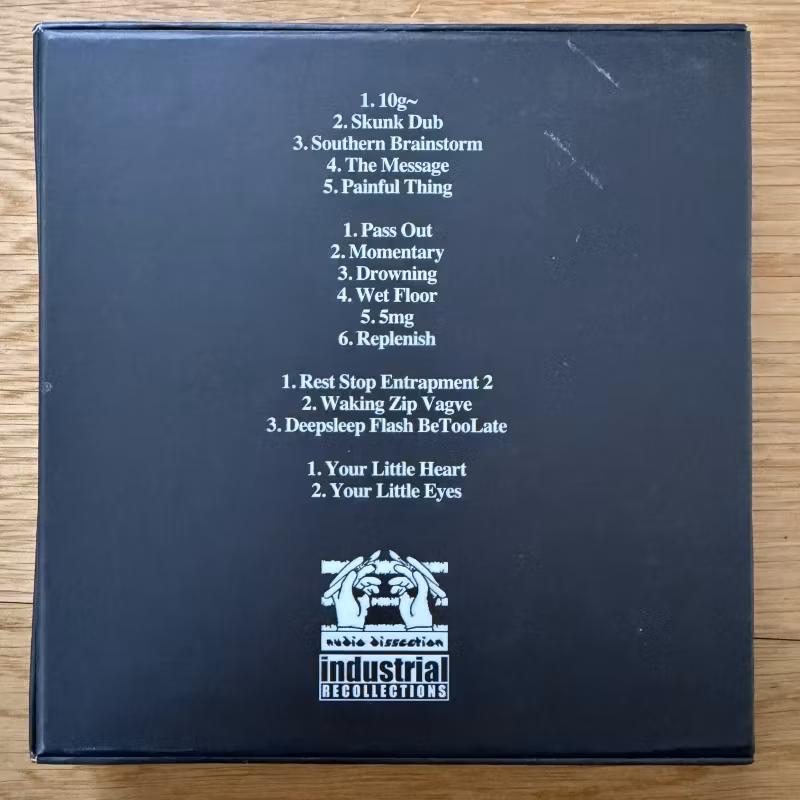 1. 10g~
2. Skunk Dub
3. Southern Brainstorm
4. The Message
5. Painful Thing
1. Pass Out
2. Momentary
3. Drowning
4. Wet Floor
5. 5mg
6. Replenish
1. Rest Stop Entrapment 2
2. Waking Zip Vagve
3. Deepsleep Flash BeTooLate
1. Your Little Heart
2. Your Little Eyes
audio dissection
industrial
RECOLLECTIONS